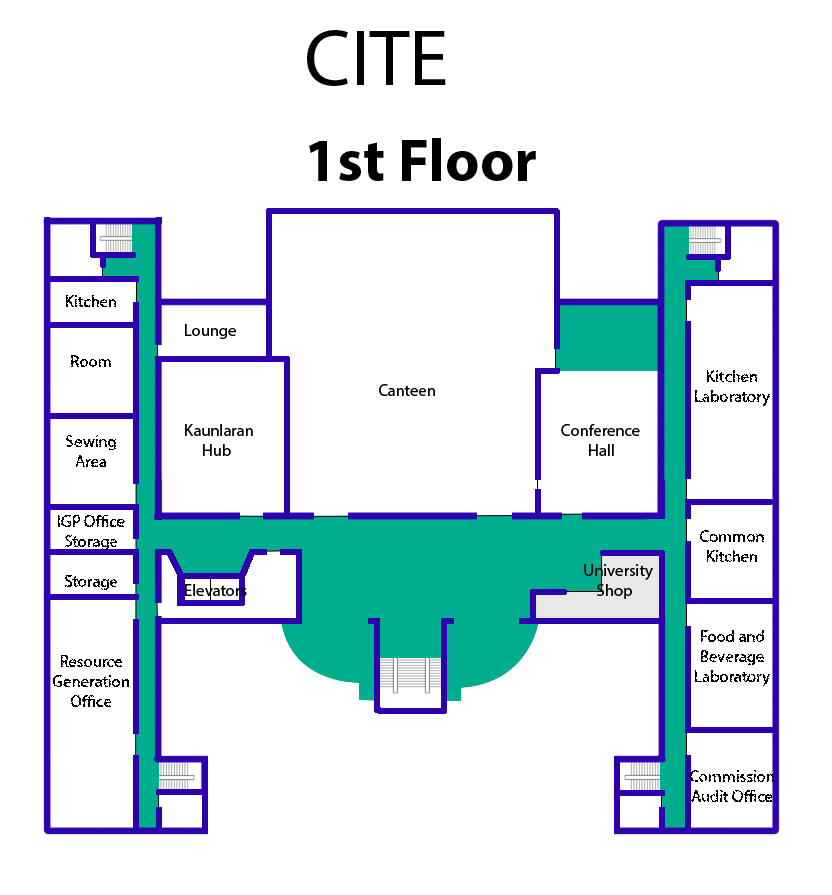 CITE
1st Floor
Kitchen
Lounge
Room
Canteen
Kitchen
Laboratory
Kaunlaran
Hub
Conference
Hall
Sewing
Area
IGP Office
Storage
Common
Kitchen
Storage
Elevators
University
Shop
Food and
Beverage
Laboratory
Resource
Generation
Office
Commission
Audit Office